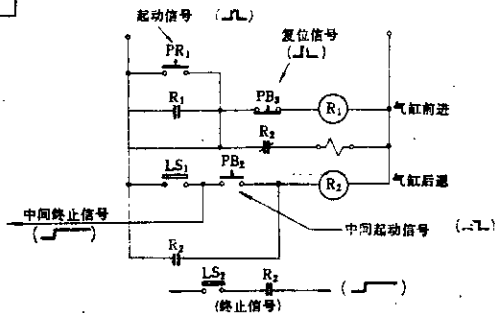 起动信号
PR₁
复位信号
R₁
PB₃
R₁
气缸前进
R₂
LS₁
PB₂
R₂
气缸后退
中间终止信号
中间起动信号
R₂
LS₂
R₂
(终止信号)